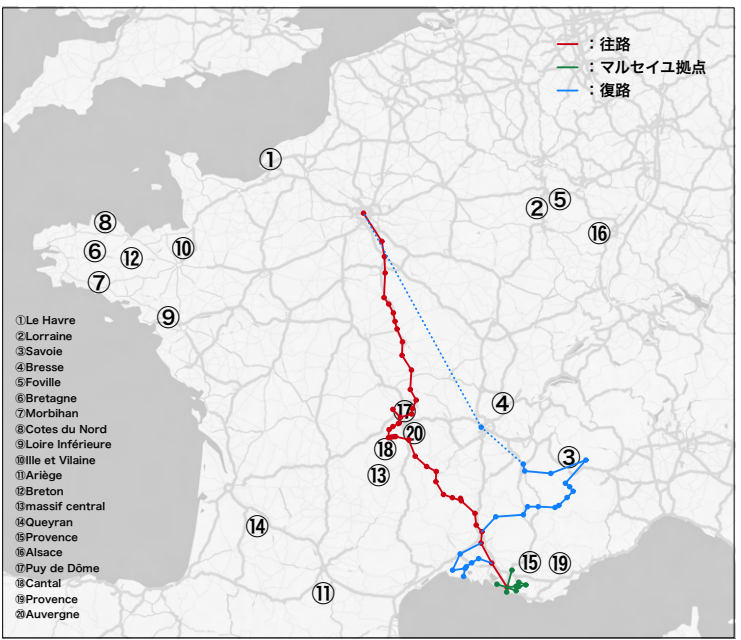 ：往路
：マルセイユ拠点
：復路
①
⑤
②
⑧
⑯
⑩
⑥
⑫
⑦
⑨
④
⑰
⑳
⑱
③
⑬
⑭
⑮
⑲
⑪
①Le Havre
②Lorraine
③Savoie
④Bresse
⑤Foville
⑥Bretagne
⑦Morbihan
⑧Cotes du Nord
⑨Loire Inférieure
⑩Ille et Vilaine
⑪Ariège
⑫Breton
⑬massif central
⑭Queyran
⑮Provence
⑯Alsace
⑰Puy de Dôme
⑱Cantal
⑲Provence
⑳Auvergne